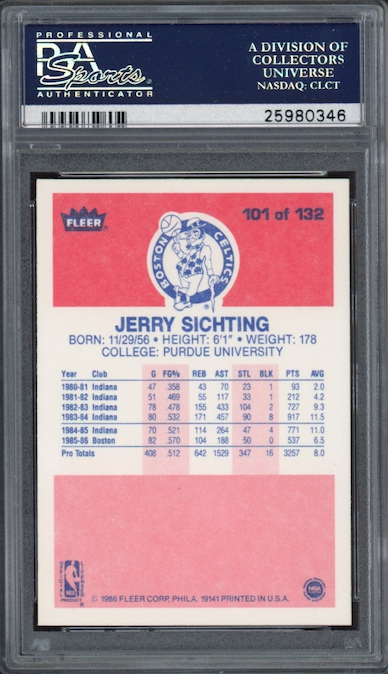 PROFESSIONAL
PSA
Sports
AUTHENTICATOR
A DIVISION OF
COLLECTORS
UNIVERSE
NASDAQ: CLCT
25980346
FLEER
101 of 132
BOSTON CELTICS
JERRY SICHTING
BORN: 11/29/56 • HEIGHT: 6'1" • WEIGHT: 178
COLLEGE: PURDUE UNIVERSITY
Year Club G FG% REB AST STL BLK PTS AVG
1980-81 Indiana 47 .358 43 70 23 1 93 2.0
1981-82 Indiana 51 .469 55 117 33 1 212 4.2
1982-83 Indiana 78 .478 155 433 104 2 727 9.3
1983-84 Indiana 80 .532 171 457 90 8 917 11.5
1984-85 Indiana 70 .521 114 264 47 4 771 11.0
1985-86 Boston 82 .570 104 188 50 0 537 6.5
Pro Totals 408 .512 642 1529 347 16 3257 8.0
OFFICIAL LICENSED
NBA
PRODUCT
© 1986 FLEER CORP. PHILA. 19141 PRINTED IN U.S.A.